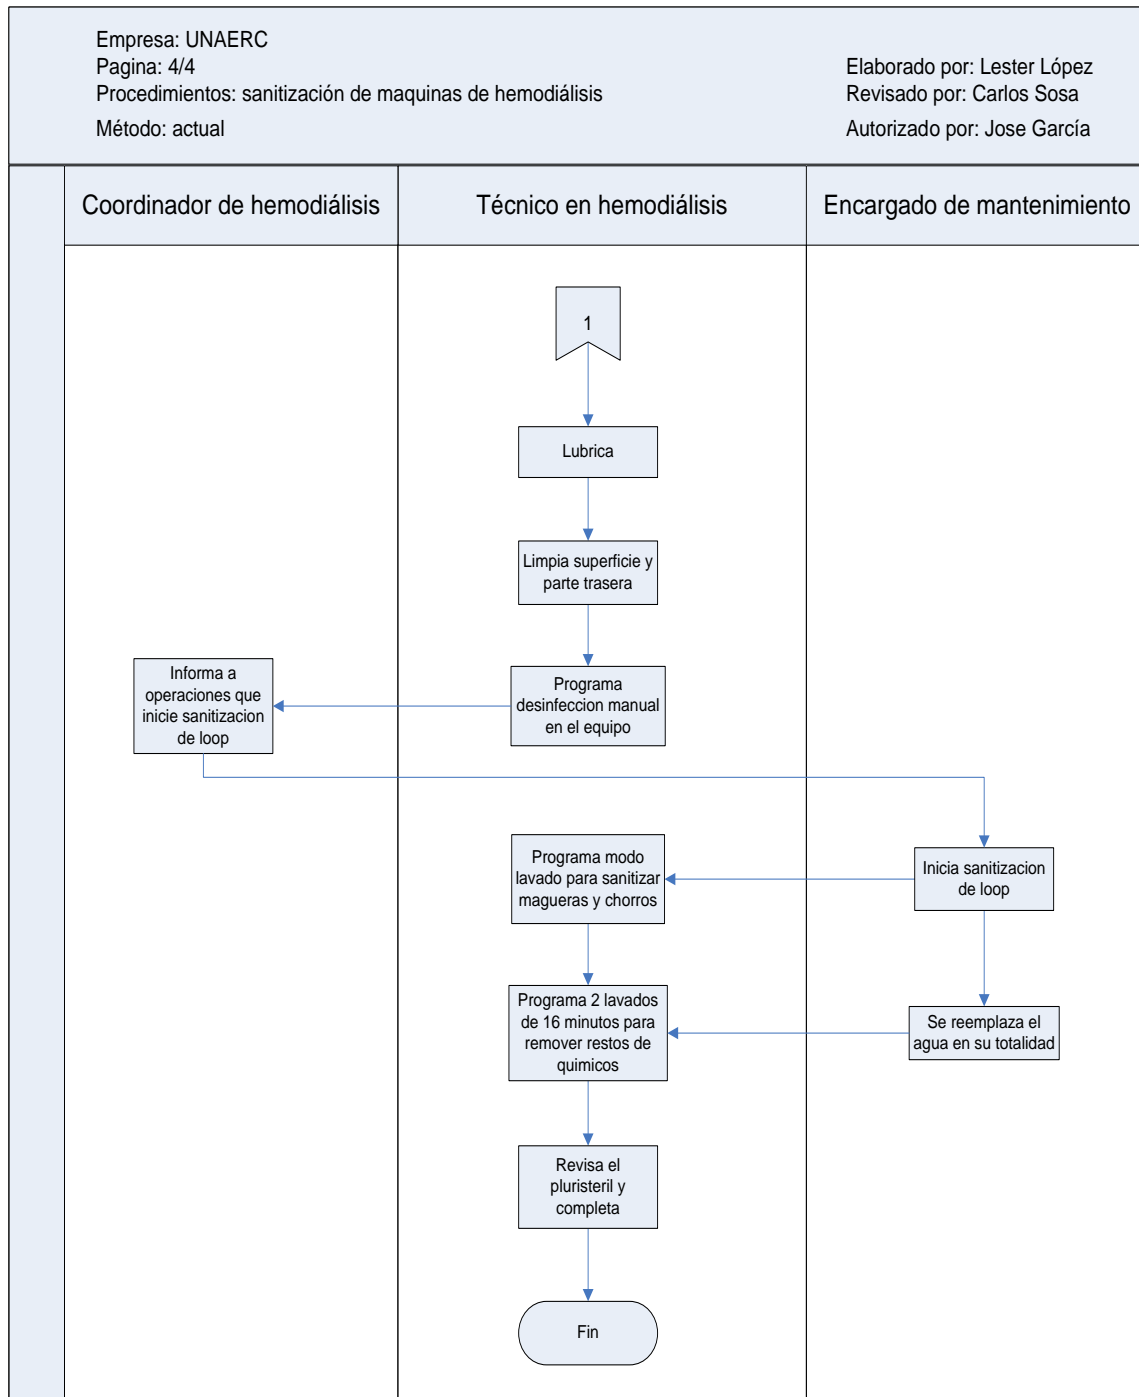 Empresa: UNAERC
Pagina: 4/4
Procedimientos: sanitización de maquinas de hemodiálisis
Método: actual
Elaborado por: Lester López
Revisado por: Carlos Sosa
Autorizado por: Jose García
Coordinador de hemodiálisis
Técnico en hemodiálisis
Encargado de mantenimiento
1
Lubrica
Limpia superficie y
parte trasera
Programa
desinfeccion manual
en el equipo
Informa a
operaciones que
inicie sanitizacion
de loop
Inicia sanitizacion
de loop
Programa modo
lavado para sanitizar
magueras y chorros
Se reemplaza el
agua en su totalidad
Programa 2 lavados
de 16 minutos para
remover restos de
quimicos
Revisa el
pluristeril y
completa
Fin